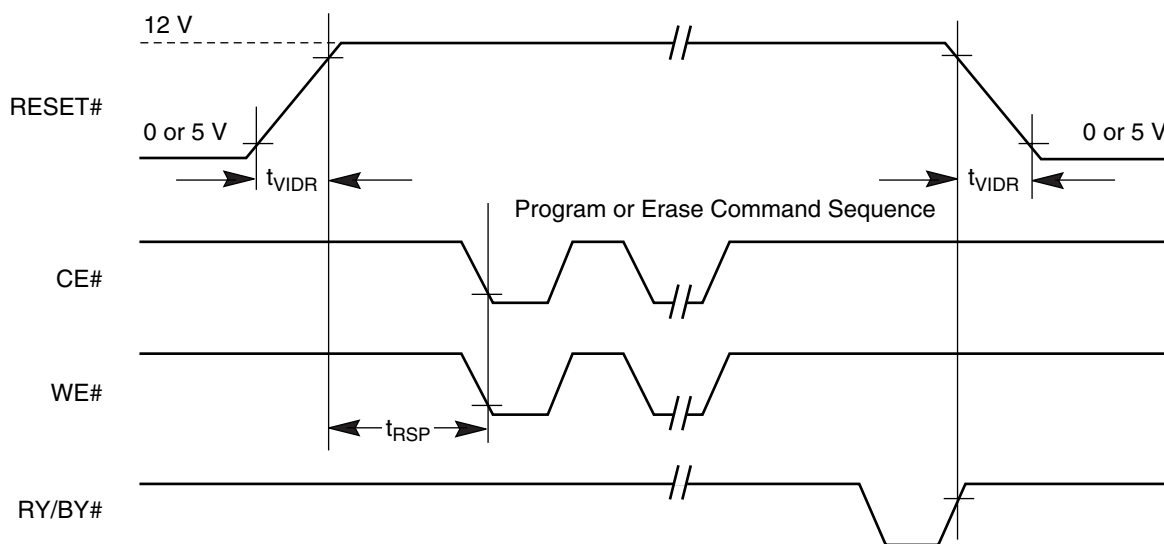 12 V
RESET#
0 or 5 V
0 or 5 V
tVIDR
tVIDR
Program or Erase Command Sequence
CE#
WE#
tRSP
RY/BY#